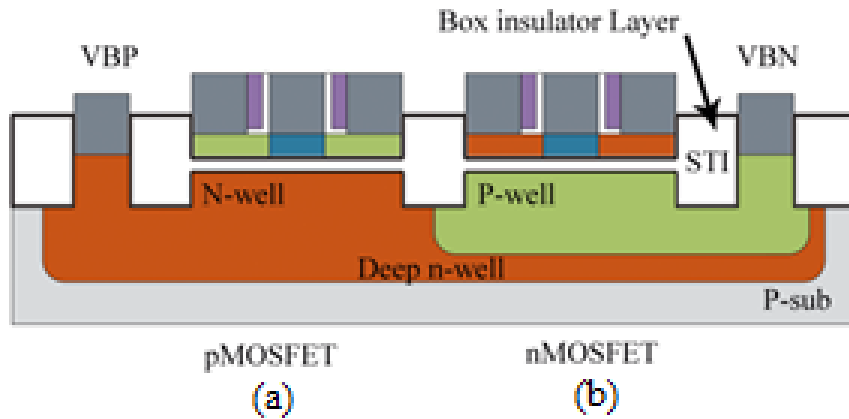 Box insulator Layer
VBP
VBN
STI
N-well
P-well
Deep n-well
P-sub
pMOSFET
nMOSFET
(a)
(b)